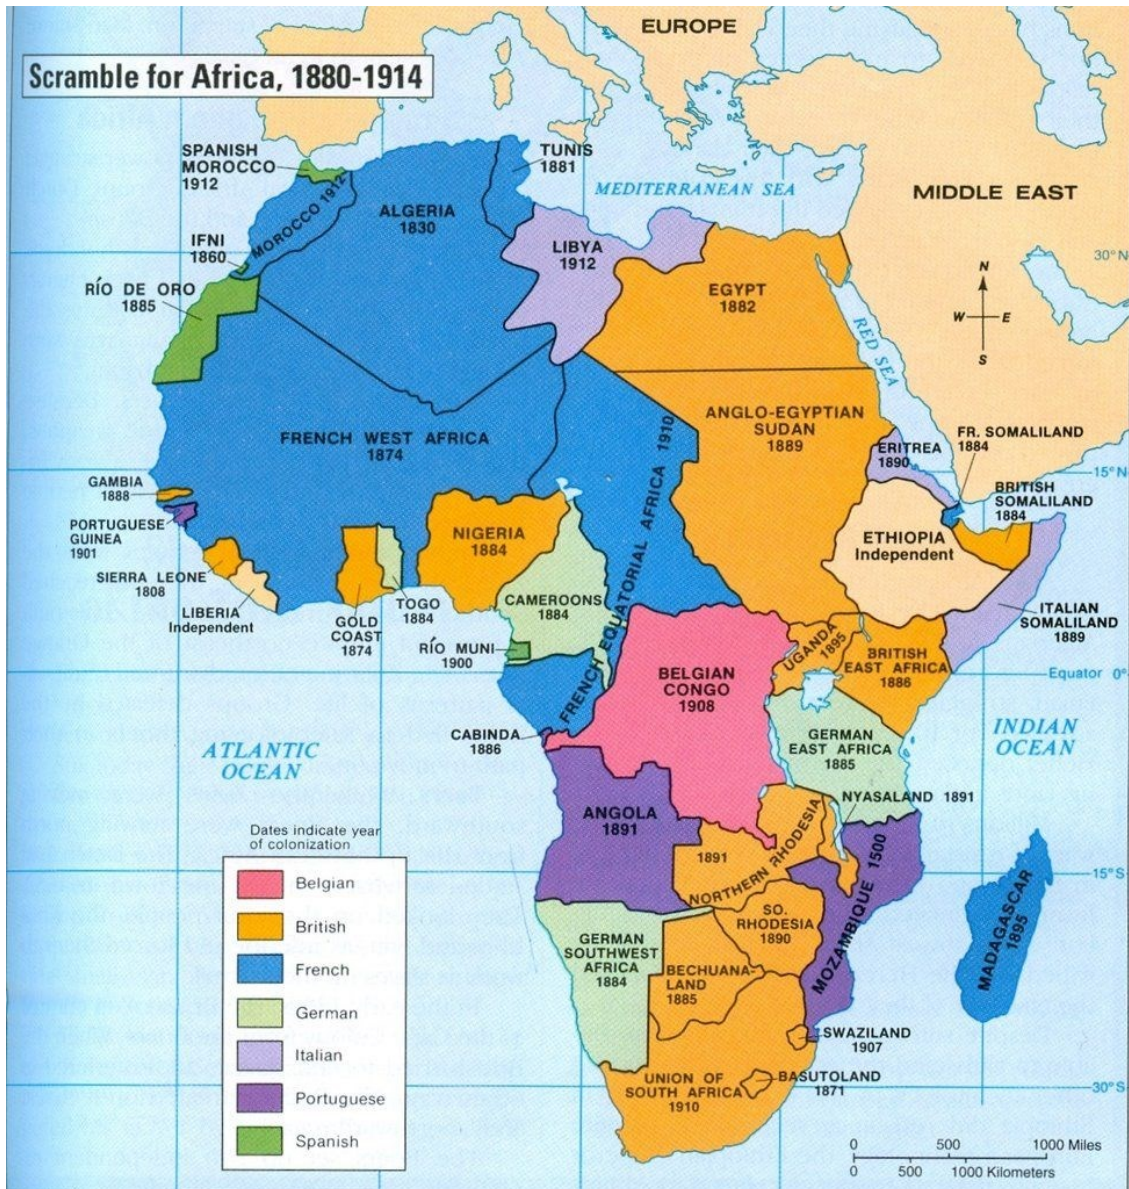 EUROPE
Scramble for Africa, 1880-1914
SPANISH
MOROCCO
1912
TUNIS
1881
MEDITERRANEAN SEA
MIDDLE EAST
MOROCCO 1912
ALGERIA
1830
IFNI
1860
LIBYA
1912
30° N
RÍO DE ORO
1885
EGYPT
1882
N
W
E
S
RED SEA
FRENCH WEST AFRICA
1874
ANGLO-EGYPTIAN
SUDAN
1889
FR. SOMALILAND
1884
ERITREA
1890
15° N
GAMBIA
1888
BRITISH
SOMALILAND
1884
PORTUGUESE
GUINEA
1901
NIGERIA
1884
ETHIOPIA
Independent
FRENCH EQUATORIAL AFRICA 1910
SIERRA LEONE
1808
LIBERIA
Independent
GOLD
COAST
1874
TOGO
1884
CAMEROONS
1884
ITALIAN
SOMALILAND
1889
RÍO MUNI
1900
UGANDA
1895
BRITISH
EAST AFRICA
1886
BELGIAN
CONGO
1908
Equator 0°
ATLANTIC
OCEAN
CABINDA
1886
GERMAN
EAST AFRICA
1885
INDIAN
OCEAN
NYASALAND 1891
ANGOLA
1891
1891
NORTHERN RHODESIA
MOZAMBIQUE 1500
15° S
SO.
RHODESIA
1890
MADAGASCAR
1895
GERMAN
SOUTHWEST
AFRICA
1884
BECHUANA-
LAND
1885
SWAZILAND
1907
UNION OF
SOUTH AFRICA
1910
BASUTOLAND
1871
30° S
Dates indicate year
of colonization
Belgian
British
French
German
Italian
Portuguese
Spanish
0 500 1000 Miles
0 500 1000 Kilometers